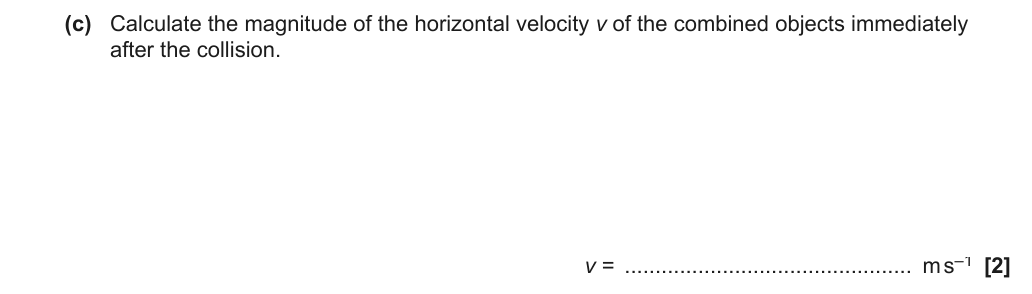 (c) Calculate the magnitude of the horizontal velocity v of the combined objects immediately
after the collision.
v = ............................................... m s⁻¹ [2]